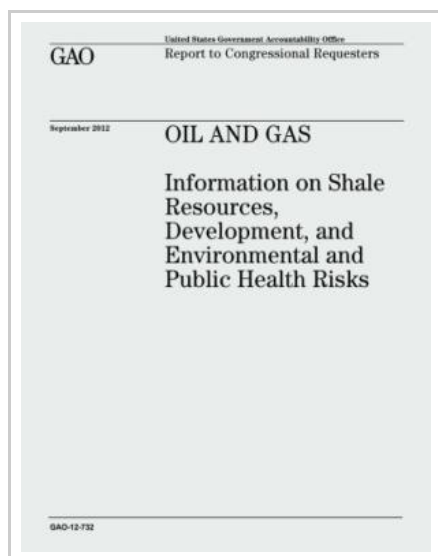 United States Government Accountability Office
GAO
Report to Congressional Requesters
September 2012
OIL AND GAS
Information on Shale
Resources,
Development, and
Environmental and
Public Health Risks
GAO-12-732